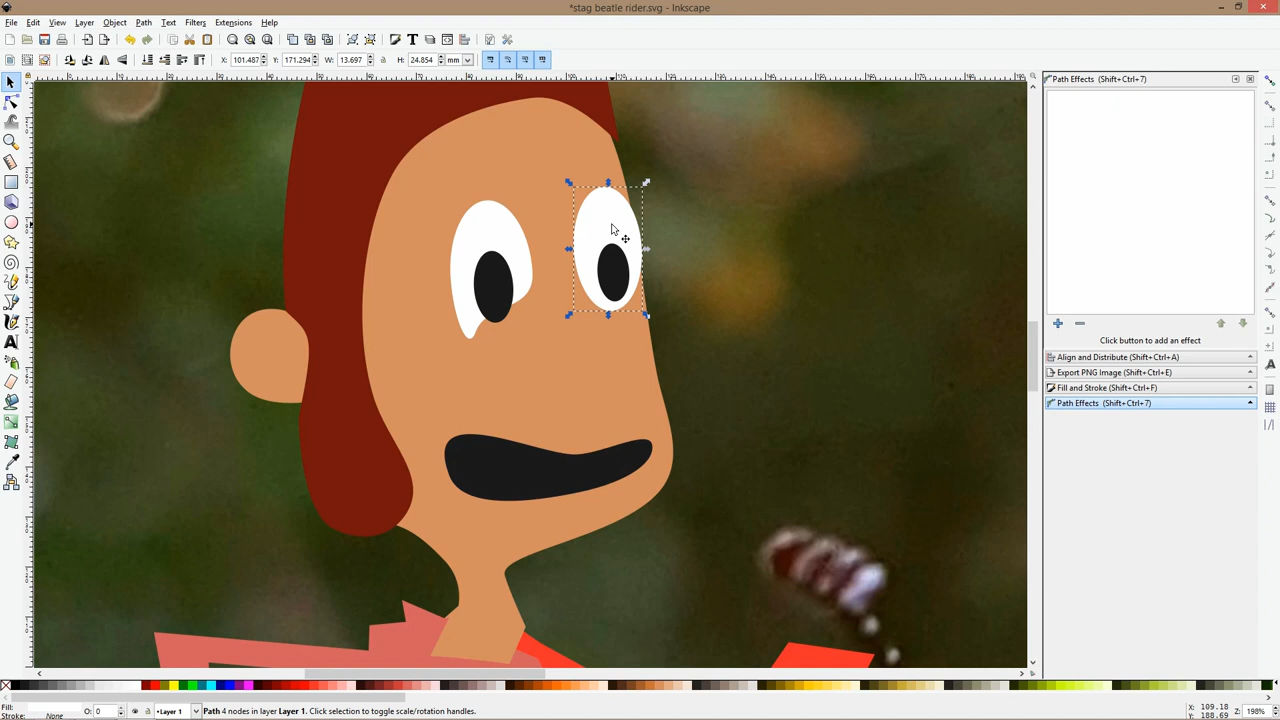 *stag beatle rider.svg - Inkscape
File Edit View Layer Object Path Text Filters Extensions Help
X: 101.487 Y: 171.294 W: 13.697 H: 24.854 mm
Path Effects (Shift+Ctrl+7)
Click button to add an effect
Align and Distribute (Shift+Ctrl+A)
Export PNG Image (Shift+Ctrl+E)
Fill and Stroke (Shift+Ctrl+F)
Path Effects (Shift+Ctrl+7)
Fill:
Stroke: None
O: 0
•Layer 1
Path 4 nodes in layer Layer 1. Click selection to toggle scale/rotation handles.
X: 109.18
Y: 188.69
Z: 198%